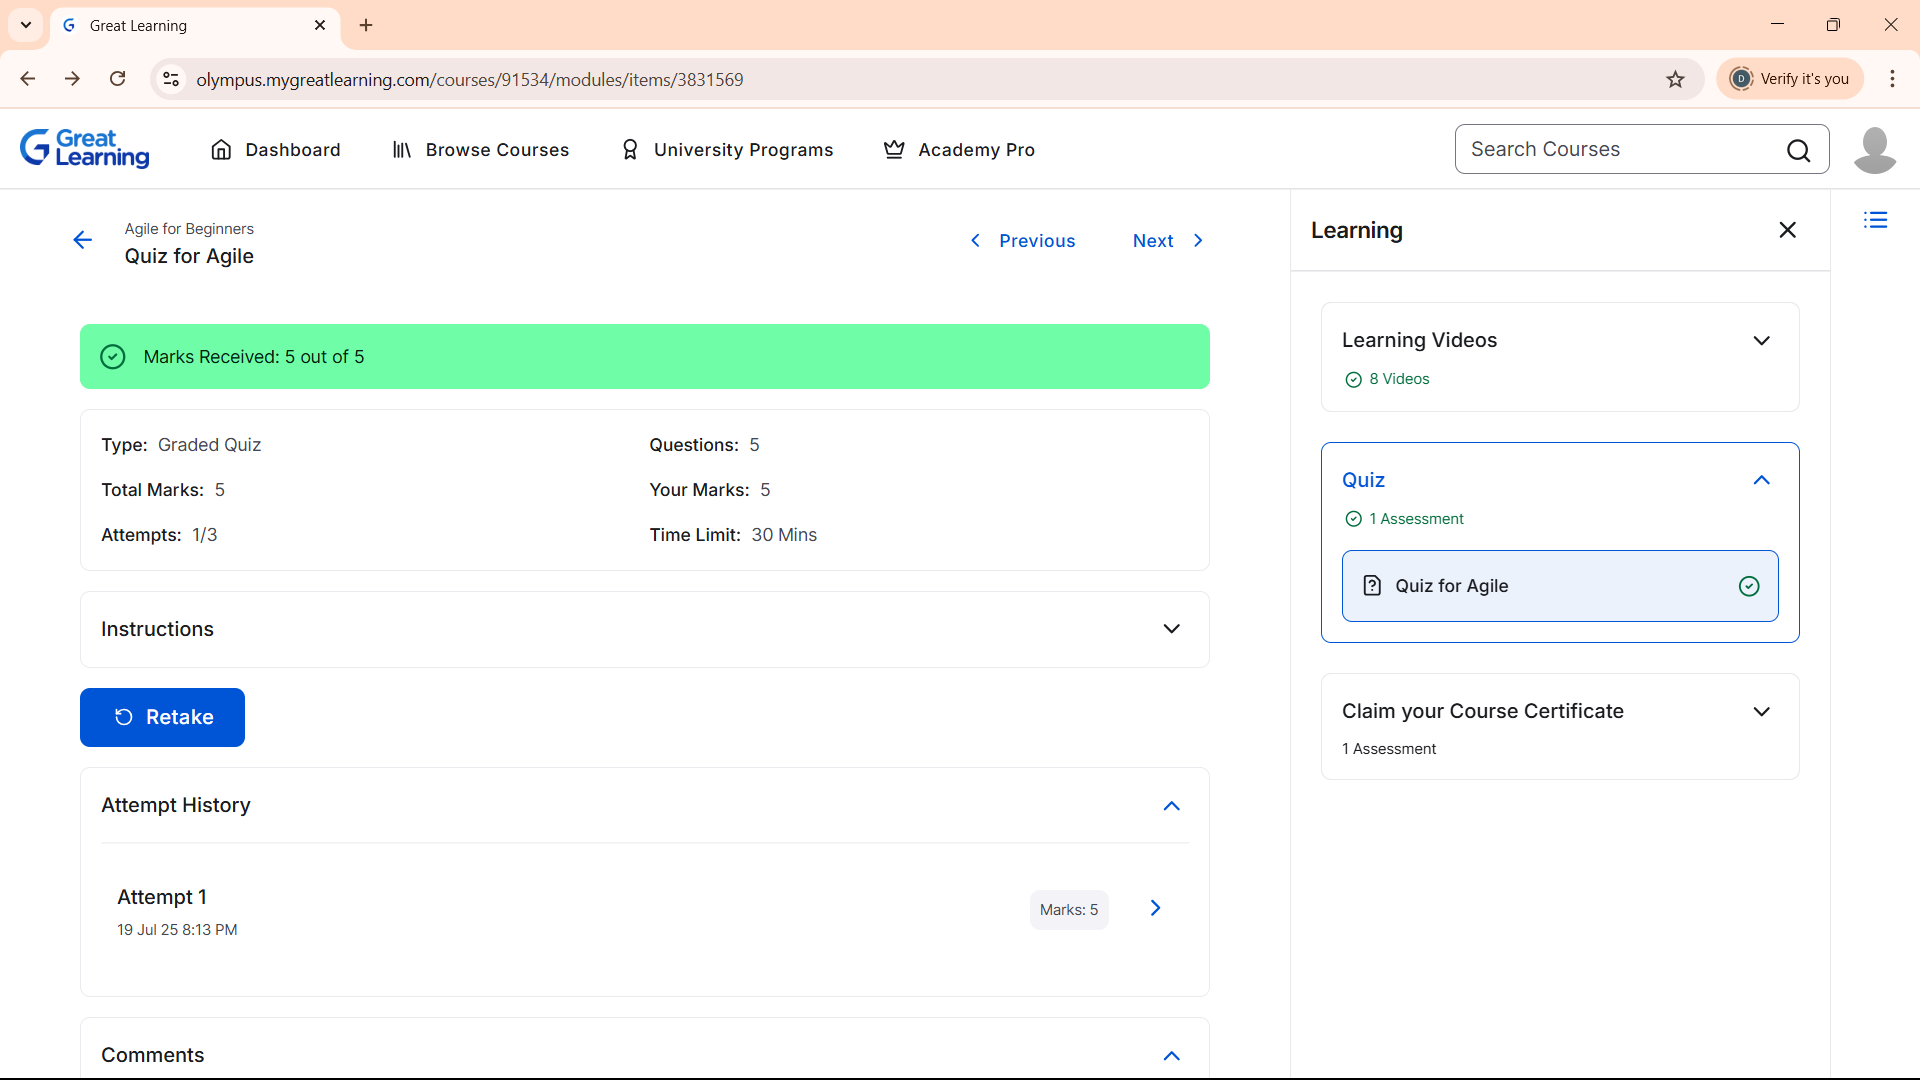 Great Learning
olympus.mygreatlearning.com/courses/91534/modules/items/3831569
D
Verify it's you
Great
Learning
Dashboard
Browse Courses
University Programs
Academy Pro
Search Courses
Agile for Beginners
Quiz for Agile
Previous
Next
Marks Received: 5 out of 5
Type: Graded Quiz
Questions: 5
Total Marks: 5
Your Marks: 5
Attempts: 1/3
Time Limit: 30 Mins
Instructions
Retake
Attempt History
Attempt 1
19 Jul 25 8:13 PM
Marks: 5
Comments
Learning
Learning Videos
8 Videos
Quiz
1 Assessment
Quiz for Agile
Claim your Course Certificate
1 Assessment